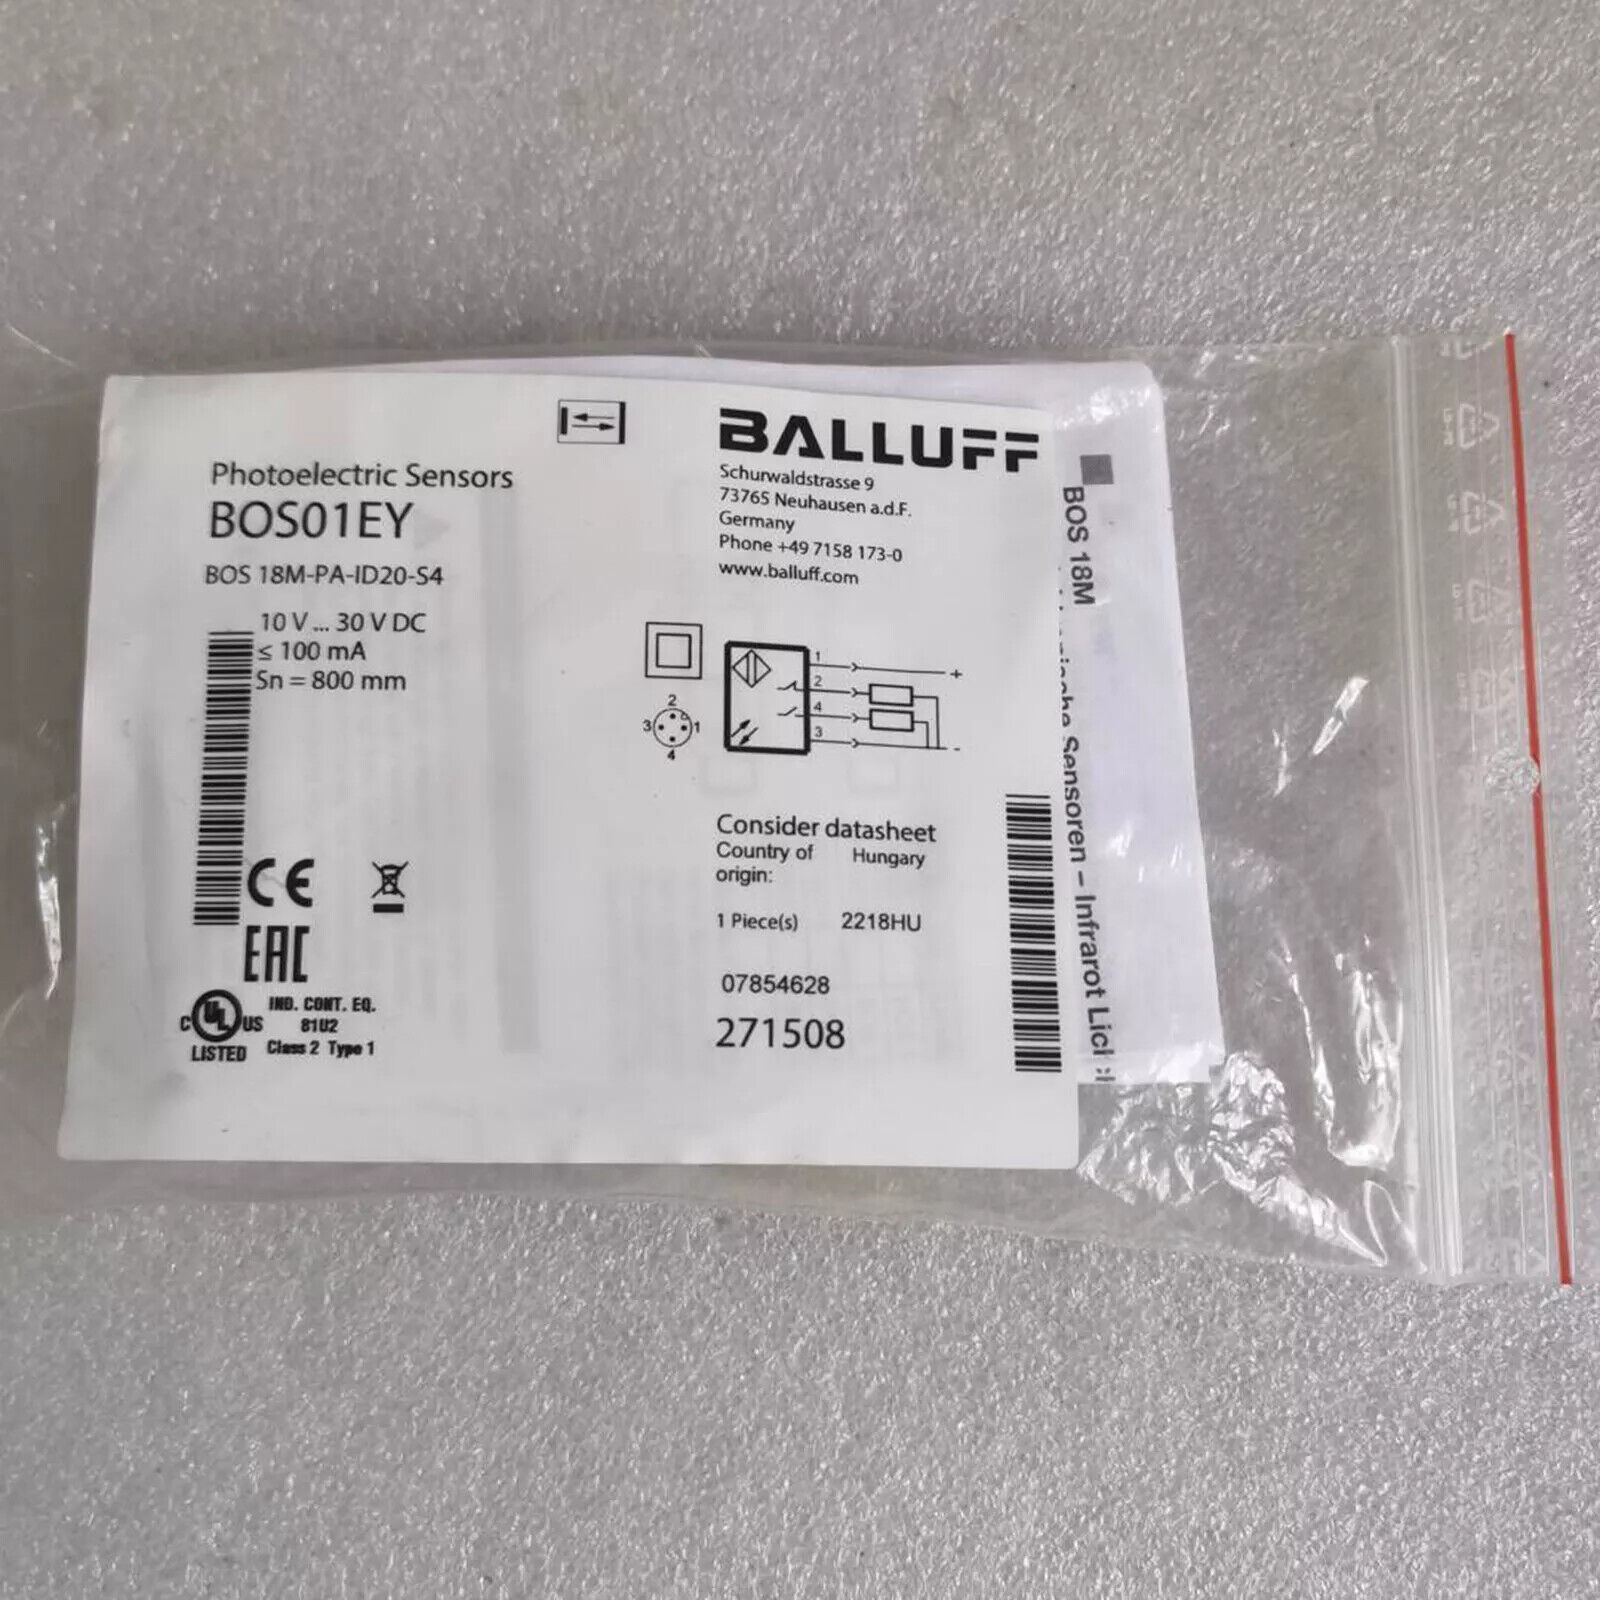 BALLUFF
Schurwaldstrasse 9
73765 Neuhausen a.d.F.
Germany
Phone +49 7158 173-0
www.balluff.com
Photoelectric Sensors
BOS01EY
BOS 18M-PA-ID20-S4
10 V ... 30 V DC
≤ 100 mA
Sn = 800 mm
2
3 1
4
1
2
4
3
+
-
Consider datasheet
Country of origin: Hungary
1 Piece(s) 2218HU
07854628
271508
CE
EAC
C UL US
LISTED
IND. CONT. EQ.
81U2
Class 2 Type 1
BOS 18M
Sensoren – Infrarot